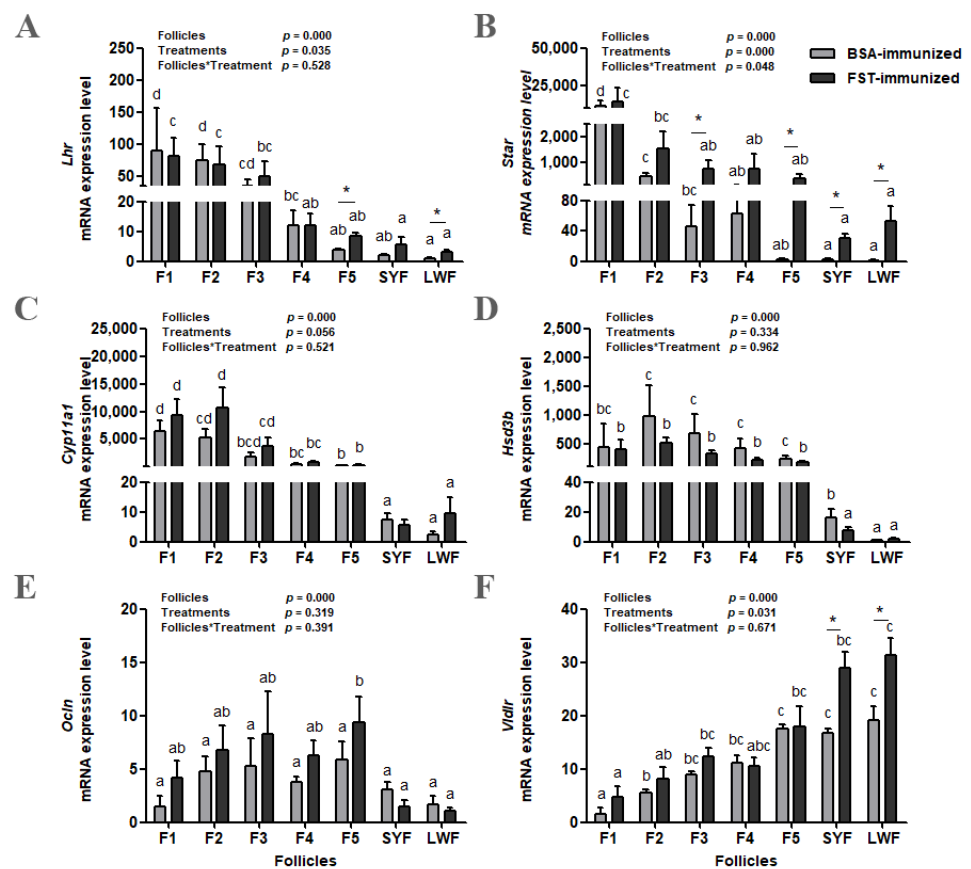 A
Follicles p = 0.000
Treatments p = 0.035
Follicles*Treatment p = 0.528
Lhr
mRNA expression level
250
200
150
100
50
20
10
0
d c d c cd bc bc ab ab * ab ab a a * a
F1 F2 F3 F4 F5 SYF LWF
B
Follicles p = 0.000
Treatments p = 0.000
Follicles*Treatment p = 0.048
Star
mRNA expression level
50,000
25,000
2,000
1,000
80
40
0
d c c bc bc * ab ab ab ab * ab a * a a * a
F1 F2 F3 F4 F5 SYF LWF
BSA-immunized
FST-immunized
C
Follicles p = 0.000
Treatments p = 0.056
Follicles*Treatment p = 0.521
Cyp11a1
mRNA expression level
25,000
20,000
15,000
10,000
5,000
20
10
0
d d cd d bcd cd bc bc b b a a a a
F1 F2 F3 F4 F5 SYF LWF
D
Follicles p = 0.000
Treatments p = 0.334
Follicles*Treatment p = 0.962
Hsd3b
mRNA expression level
2,500
2,000
1,500
1,000
500
40
20
0
bc b c b c b c b c b b a a a
F1 F2 F3 F4 F5 SYF LWF
E
Follicles p = 0.000
Treatments p = 0.319
Follicles*Treatment p = 0.391
Ocln
mRNA expression level
20
15
10
5
0
a ab a ab a ab a ab a b a a a a
F1 F2 F3 F4 F5 SYF LWF
Follicles
F
Follicles p = 0.000
Treatments p = 0.031
Follicles*Treatment p = 0.671
Vldlr
mRNA expression level
40
30
20
10
0
a a b ab bc bc bc abc c bc c * bc c * c
F1 F2 F3 F4 F5 SYF LWF
Follicles